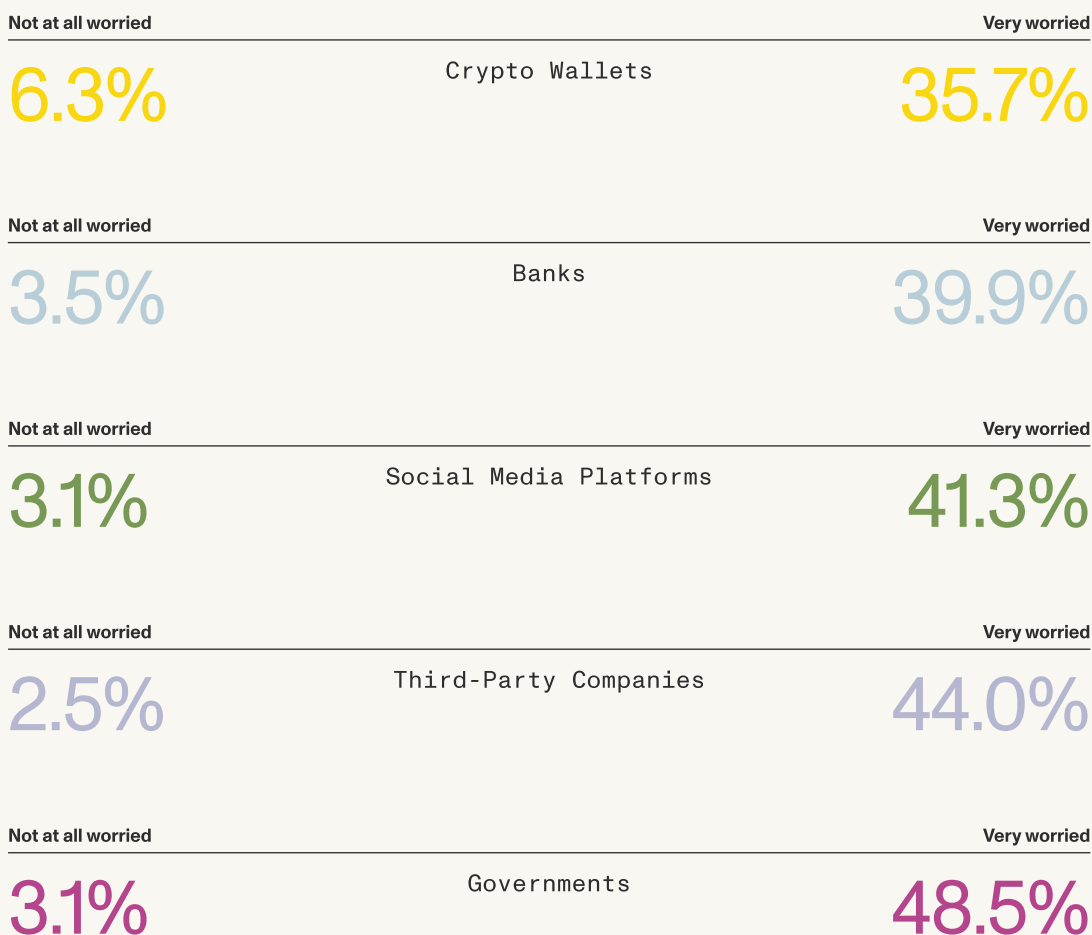 Not at all worried Very worried
Crypto Wallets
6.3% 35.7%
Not at all worried Very worried
Banks
3.5% 39.9%
Not at all worried Very worried
Social Media Platforms
3.1% 41.3%
Not at all worried Very worried
Third-Party Companies
2.5% 44.0%
Not at all worried Very worried
Governments
3.1% 48.5%